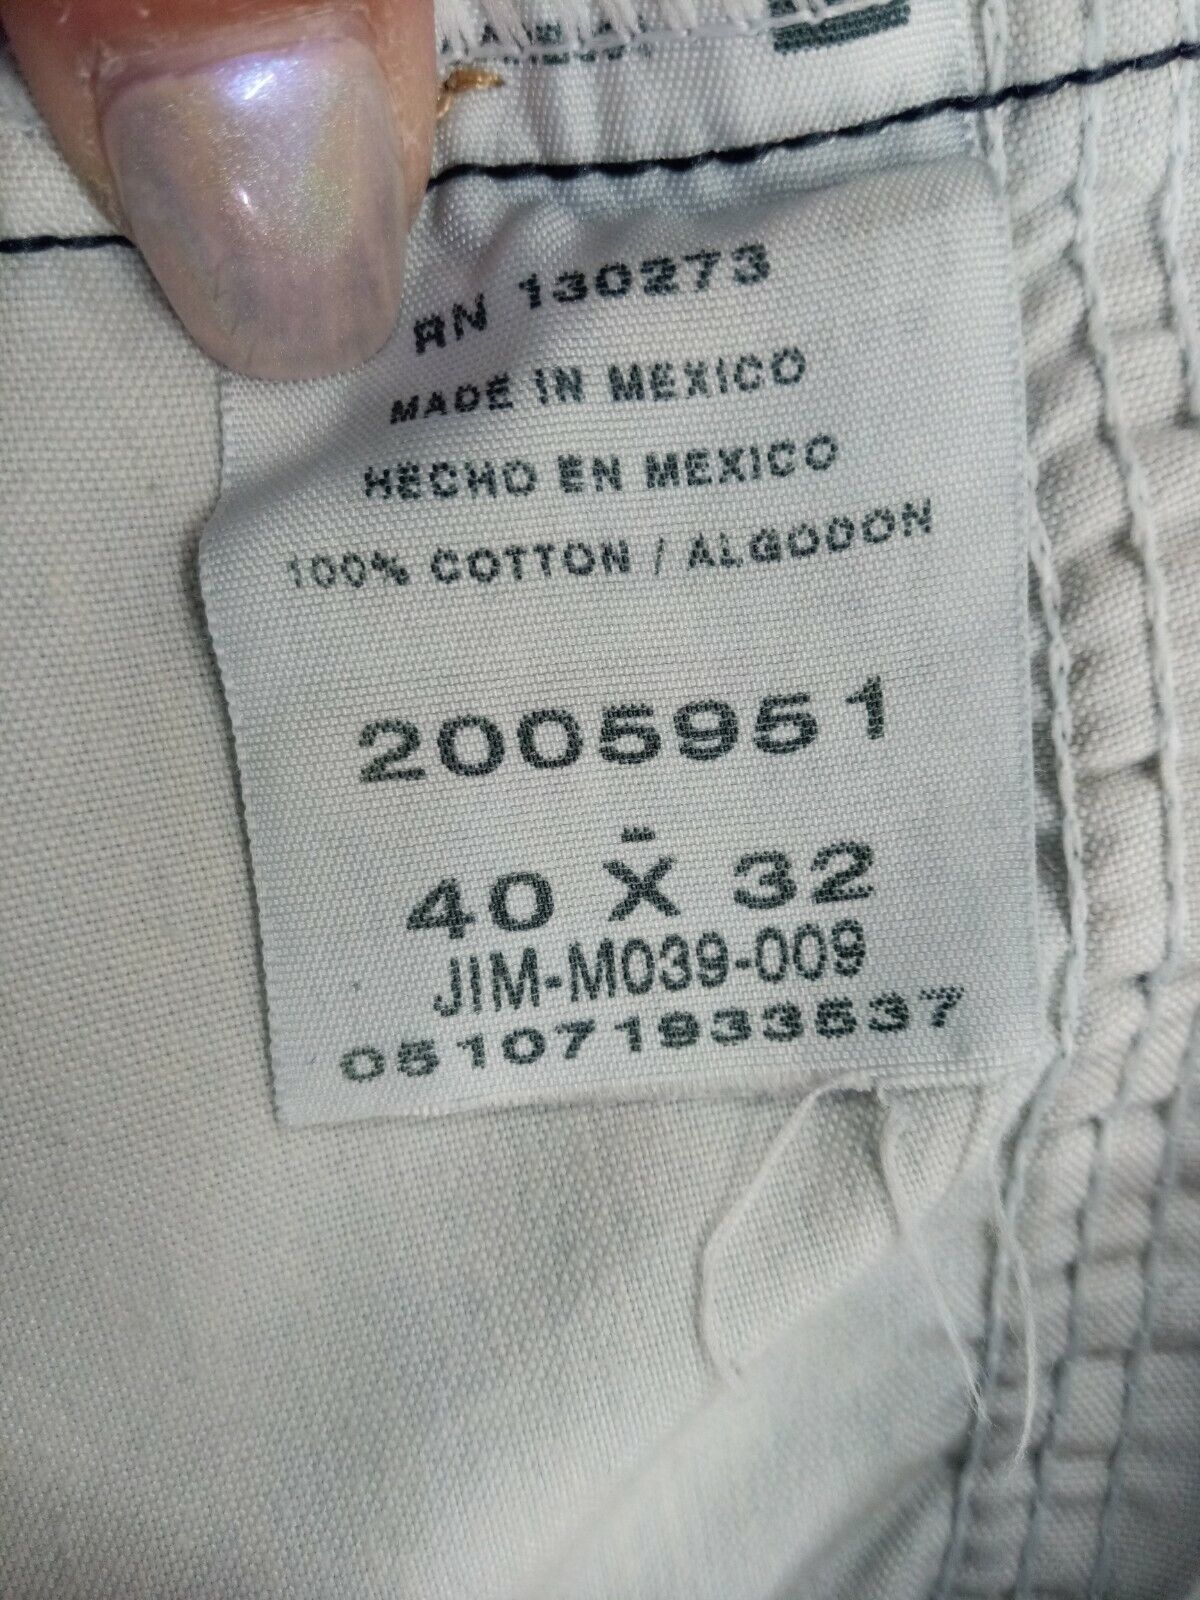 RN 130273
MADE IN MEXICO
HECHO EN MEXICO
100% COTTON / ALGODON
2005951
40 X 32
JIM-M039-009
051071933537